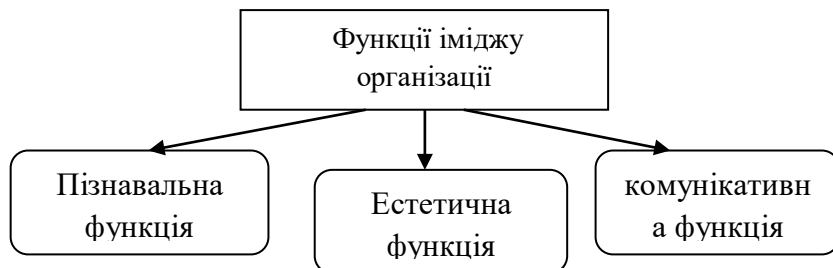 Функції іміджу
організації
Пізнавальна
функція
Естетична
функція
комунікативн
а функція